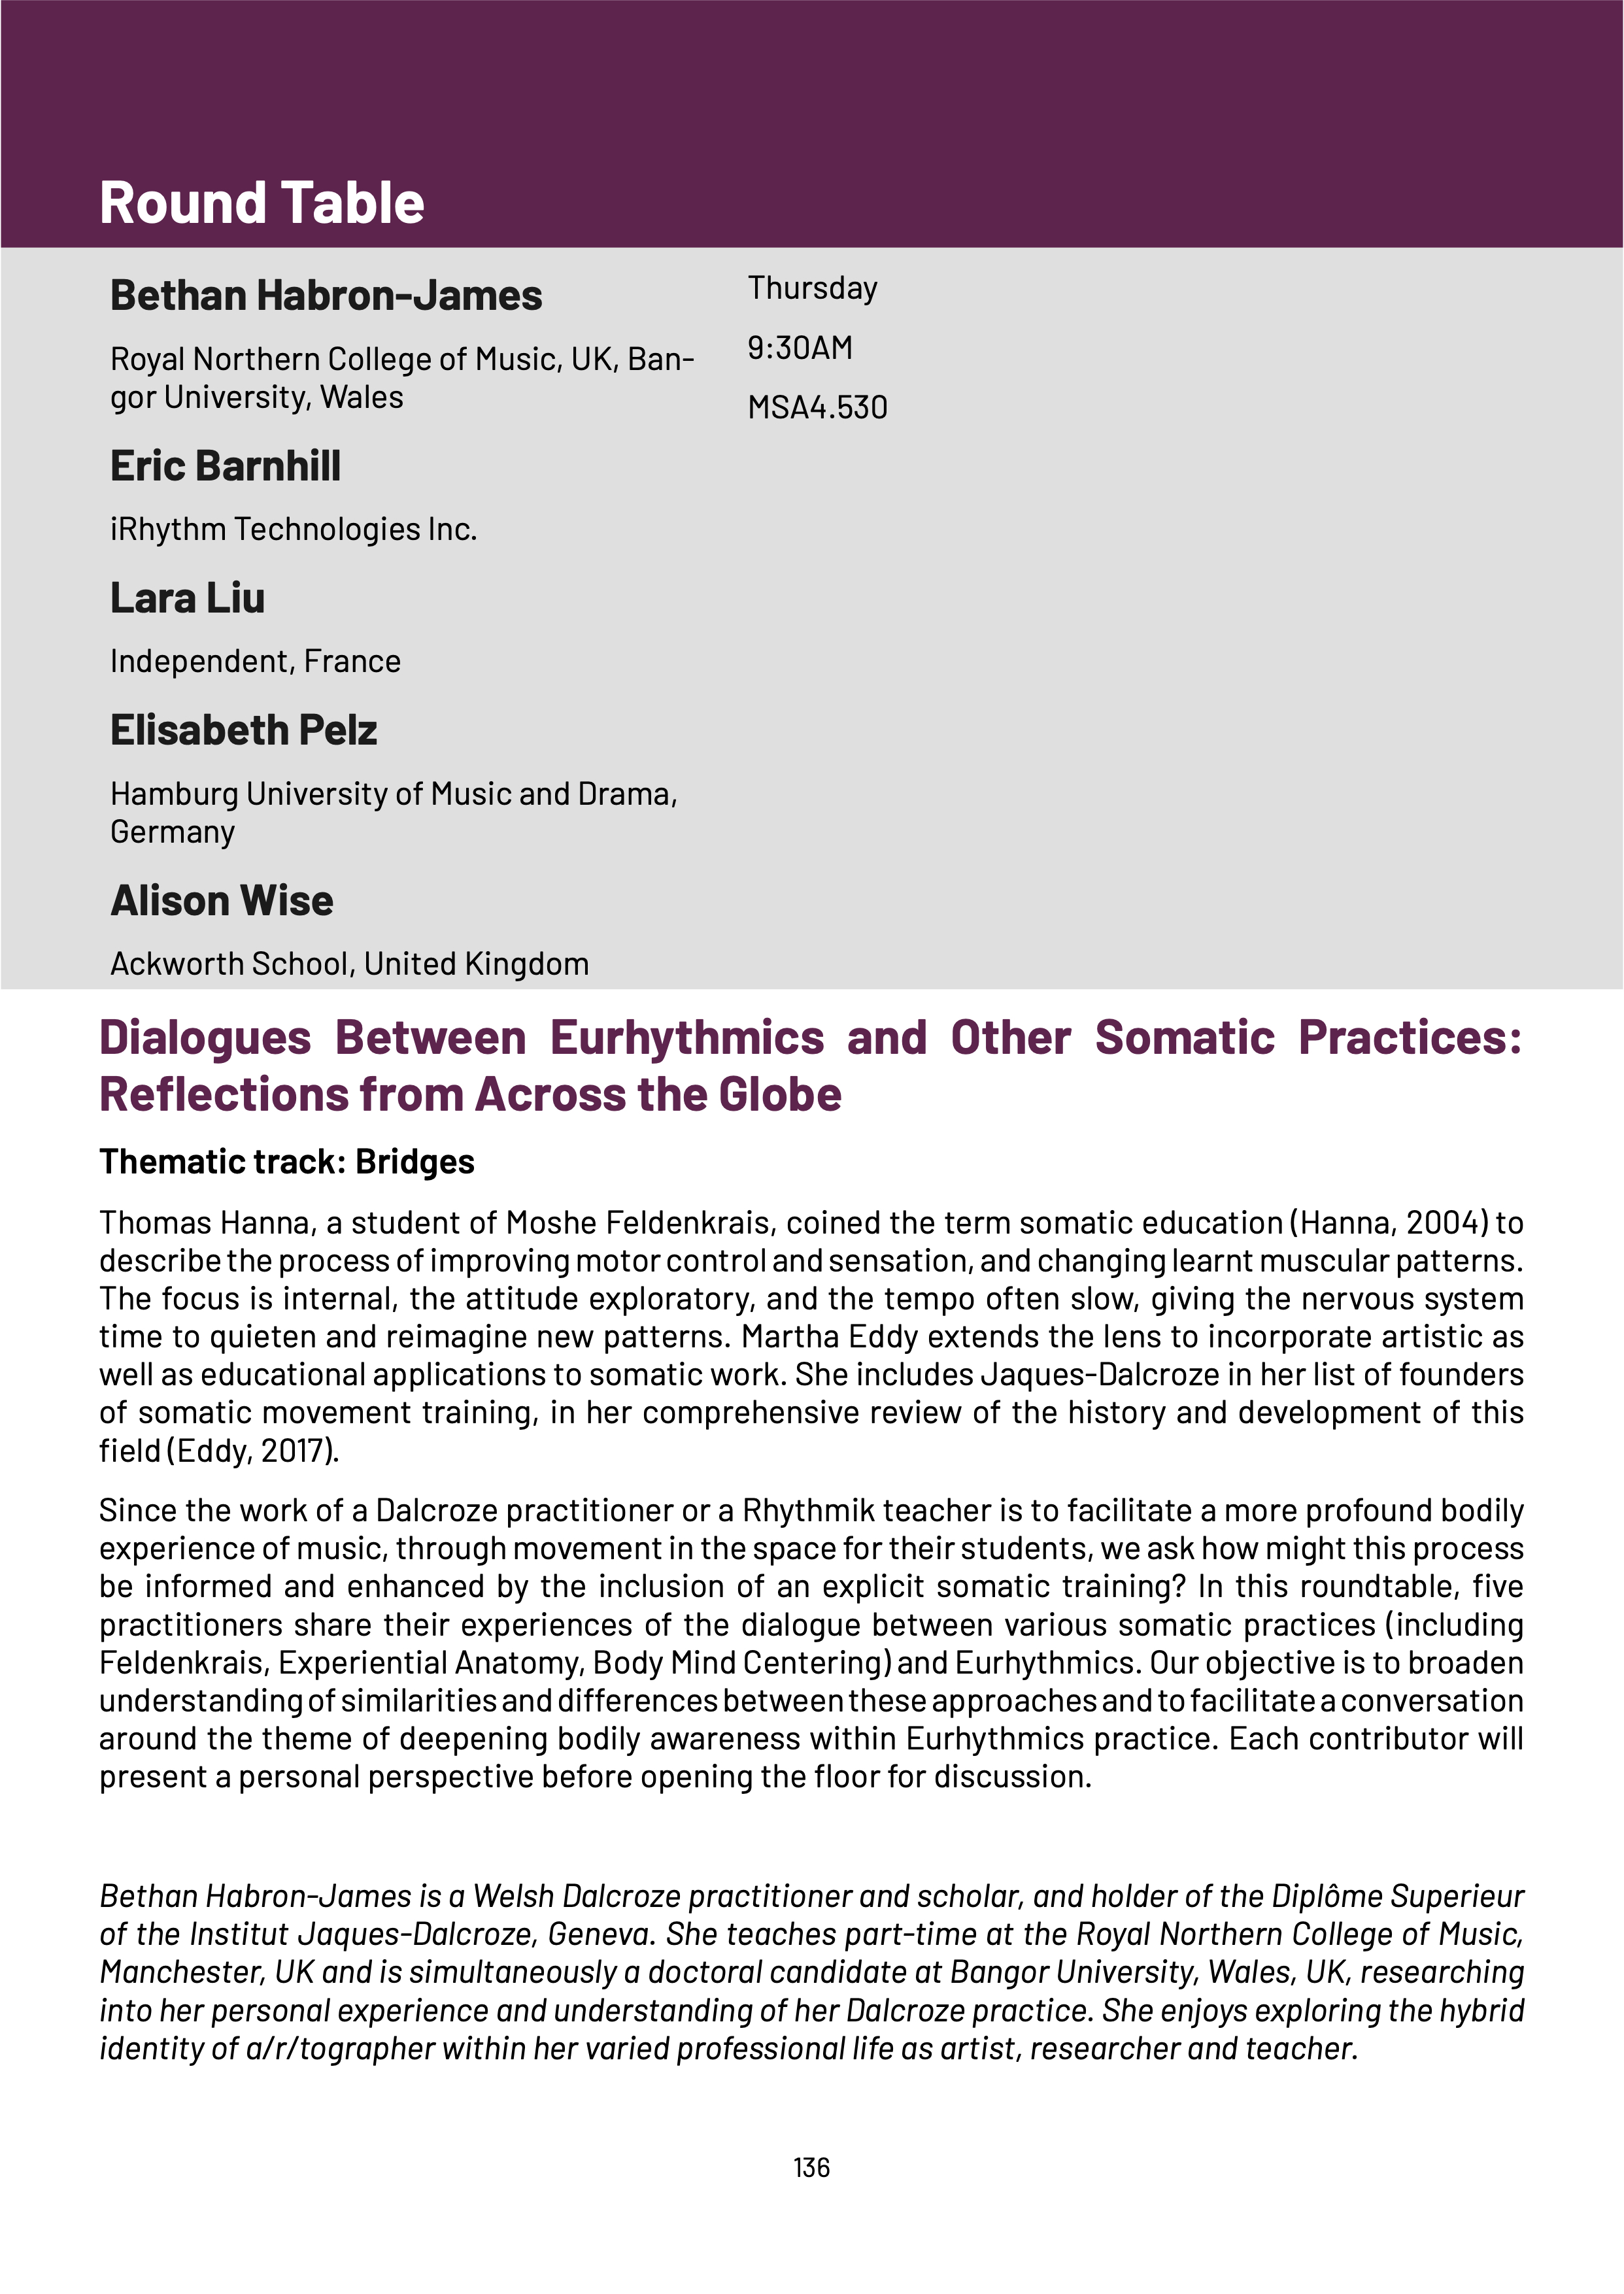 Round Table
Bethan Habron-James
Royal Northern College of Music, UK, Ban-
gor University, Wales
Eric Barnhill
iRhythm Technologies Inc.
Lara Liu
Independent, France
Elisabeth Pelz
Hamburg University of Music and Drama,
Germany
Alison Wise
Ackworth School, United Kingdom
Thursday
9:30AM
MSA4.530
Dialogues Between Eurhythmics and Other Somatic Practices:
Reflections from Across the Globe
Thematic track: Bridges
Thomas Hanna, a student of Moshe Feldenkrais, coined the term somatic education (Hanna, 2004) to
describe the process of improving motor control and sensation, and changing learnt muscular patterns.
The focus is internal, the attitude exploratory, and the tempo often slow, giving the nervous system
time to quieten and reimagine new patterns. Martha Eddy extends the lens to incorporate artistic as
well as educational applications to somatic work. She includes Jaques-Dalcroze in her list of founders
of somatic movement training, in her comprehensive review of the history and development of this
field (Eddy, 2017).
Since the work of a Dalcroze practitioner or a Rhythmik teacher is to facilitate a more profound bodily
experience of music, through movement in the space for their students, we ask how might this process
be informed and enhanced by the inclusion of an explicit somatic training? In this roundtable, five
practitioners share their experiences of the dialogue between various somatic practices (including
Feldenkrais, Experiential Anatomy, Body Mind Centering) and Eurhythmics. Our objective is to broaden
understanding of similarities and differences between these approaches and to facilitate a conversation
around the theme of deepening bodily awareness within Eurhythmics practice. Each contributor will
present a personal perspective before opening the floor for discussion.
Bethan Habron-James is a Welsh Dalcroze practitioner and scholar, and holder of the Diplôme Superieur
of the Institut Jaques-Dalcroze, Geneva. She teaches part-time at the Royal Northern College of Music,
Manchester, UK and is simultaneously a doctoral candidate at Bangor University, Wales, UK, researching
into her personal experience and understanding of her Dalcroze practice. She enjoys exploring the hybrid
identity of a/r/tographer within her varied professional life as artist, researcher and teacher.
136